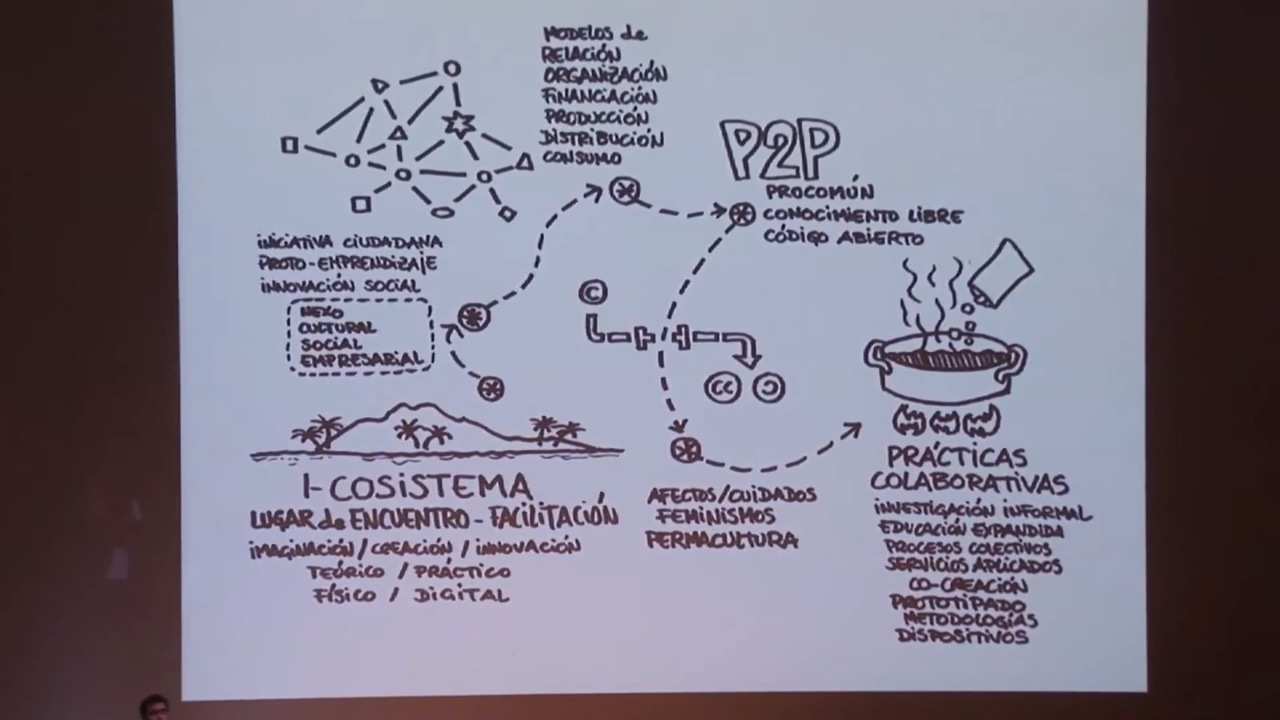 MODELOS de
RELACIÓN
ORGANIZACIÓN
FINANCIACIÓN
PRODUCCIÓN
DISTRIBUCIÓN
CONSUMO
P2P
PROCOMÚN
CONOCIMIENTO LIBRE
CÓDIGO ABIERTO
INICIATIVA CIUDADANA
PROTO-EMPRENDIZAJE
INNOVACIÓN SOCIAL
NEXO
CULTURAL
SOCIAL
EMPRESARIAL
C
CC
I-COSISTEMA
LUGAR de ENCUENTRO - FACILITACIÓN
IMAGINACIÓN / CREACIÓN / INNOVACIÓN
TEÓRICO / PRÁCTICO
FÍSICO / DIGITAL
AFECTOS/CUIDADOS
FEMINISMOS
PERMACULTURA
PRÁCTICAS
COLABORATIVAS
INVESTIGACIÓN INFORMAL
EDUCACIÓN EXPANDIDA
PROCESOS COLECTIVOS
SERVICIOS APLICADOS
CO-CREACIÓN
PROTOTIPADO
METODOLOGÍAS
DISPOSITIVOS